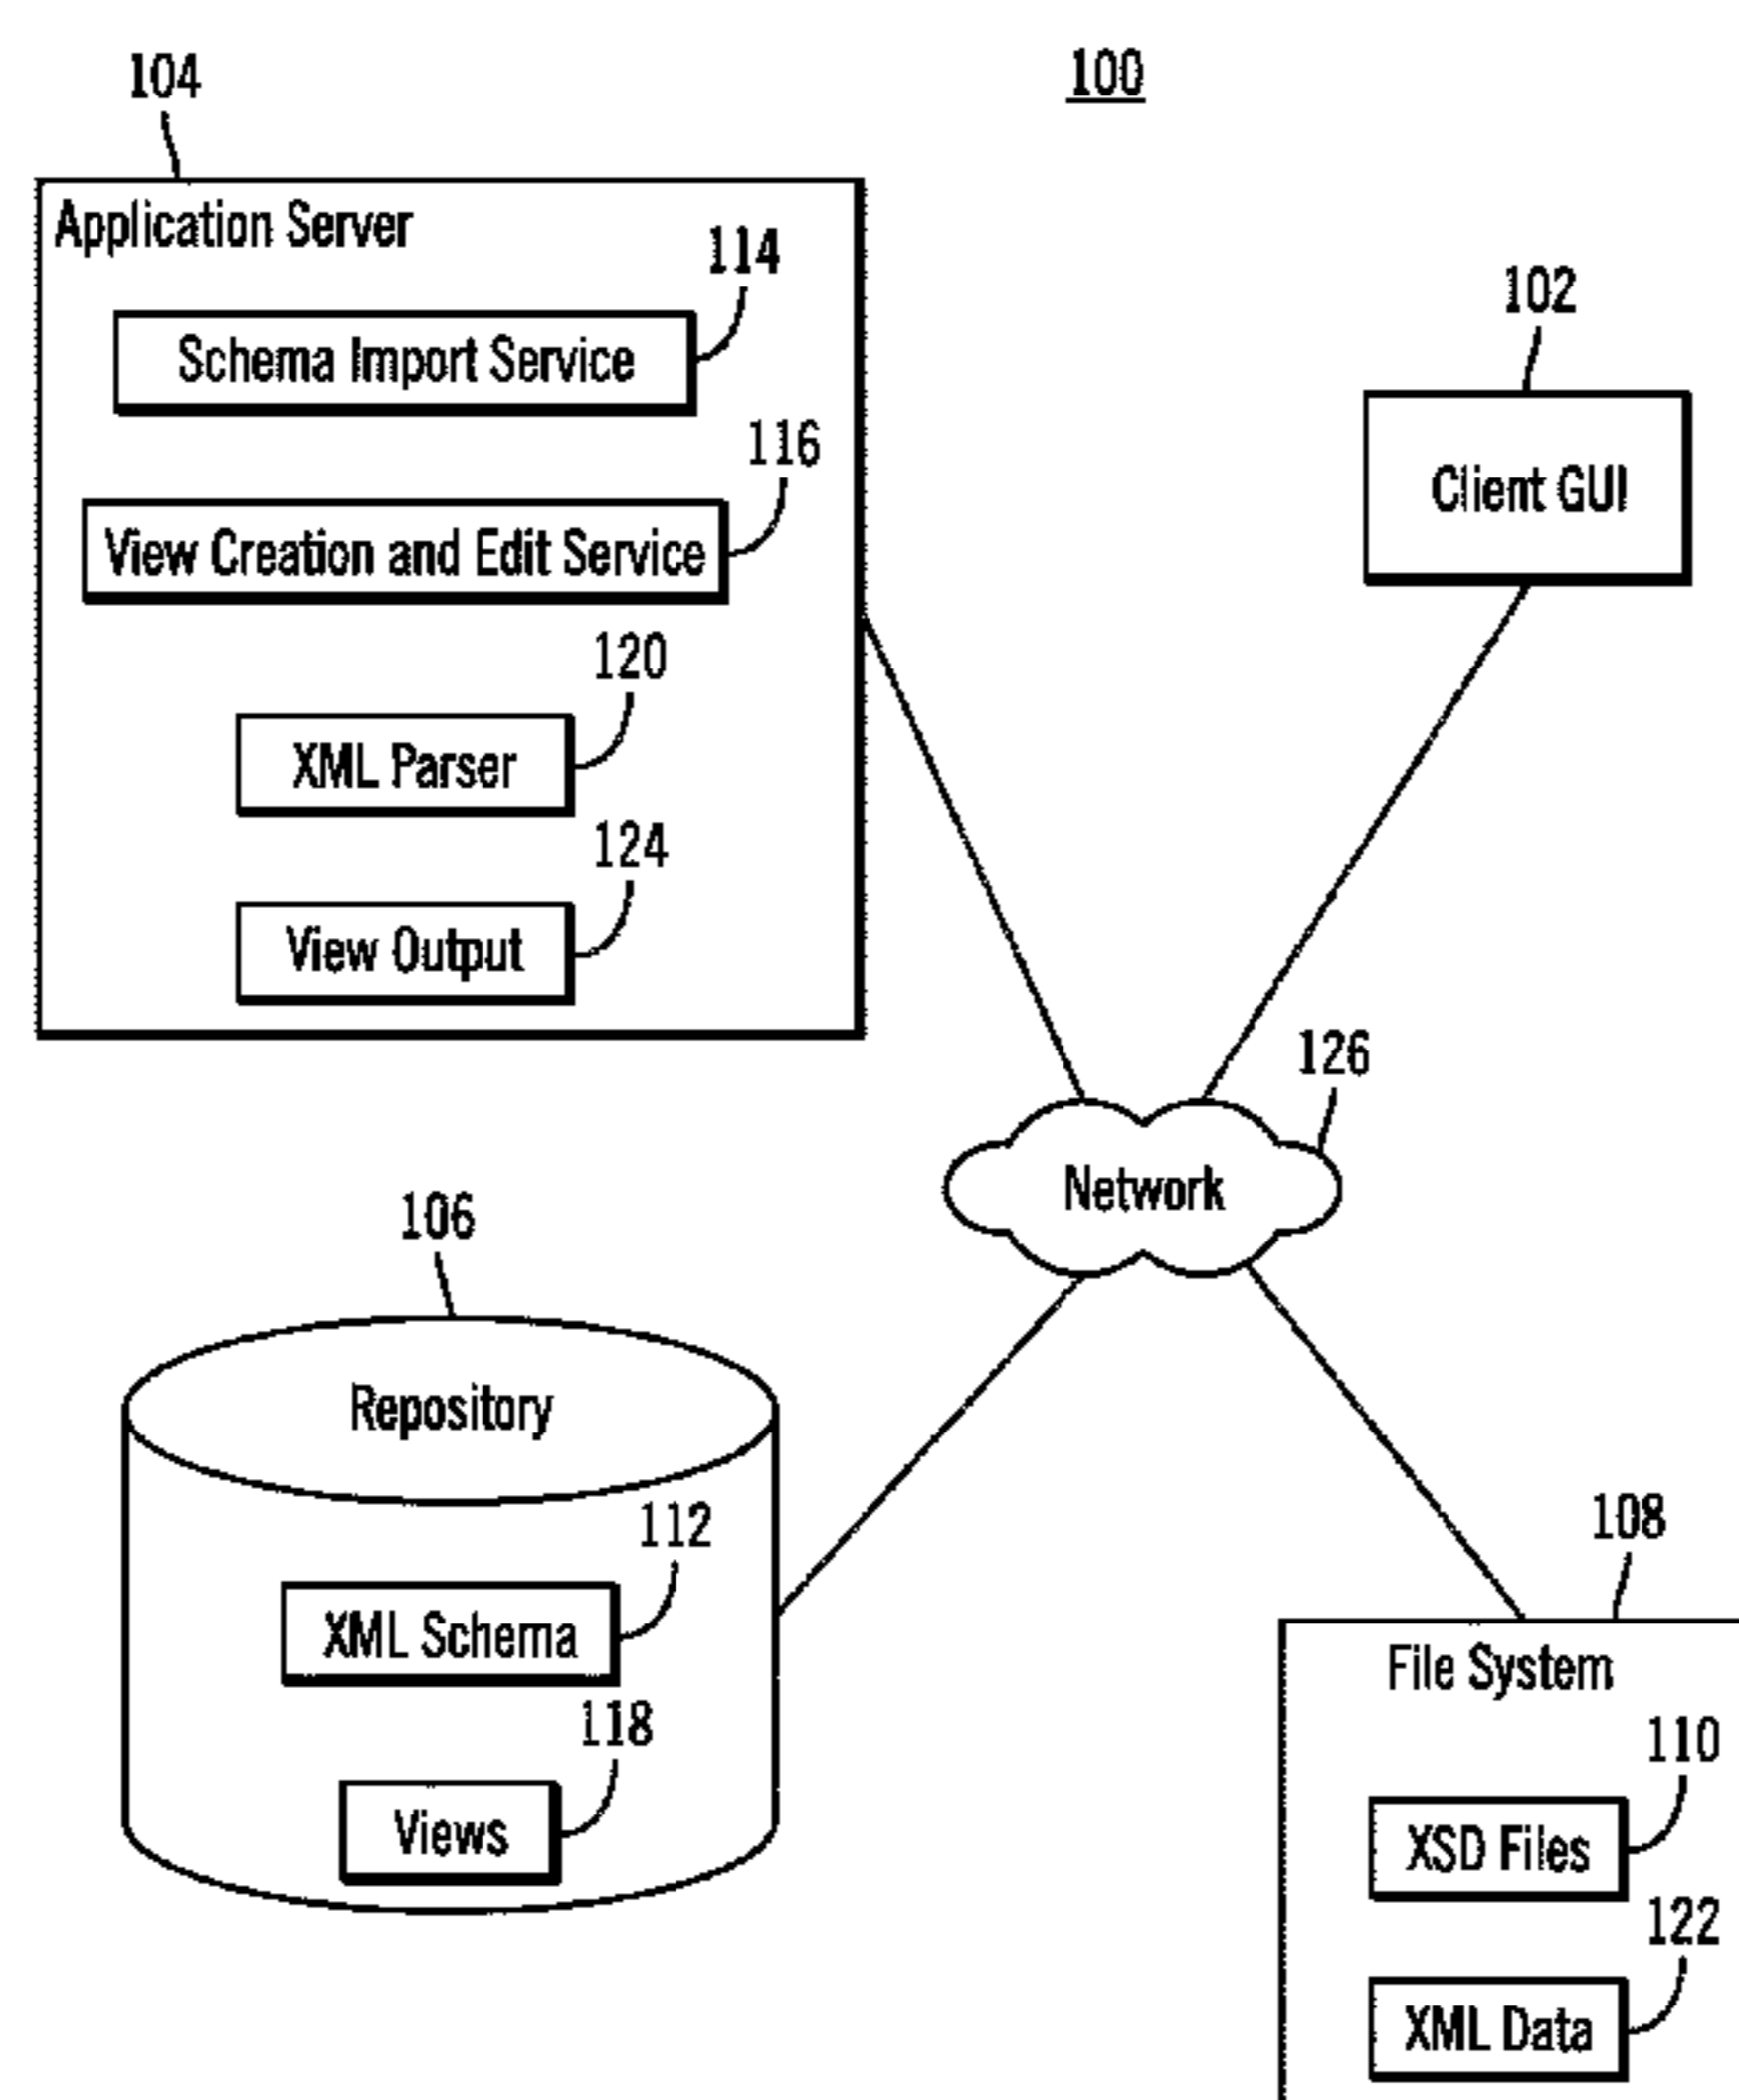 100
104
Application Server
114
Schema Import Service
116
View Creation and Edit Service
120
XML Parser
124
View Output
102
Client GUI
126
Network
106
Repository
112
XML Schema
118
Views
108
File System
110
XSD Files
122
XML Data